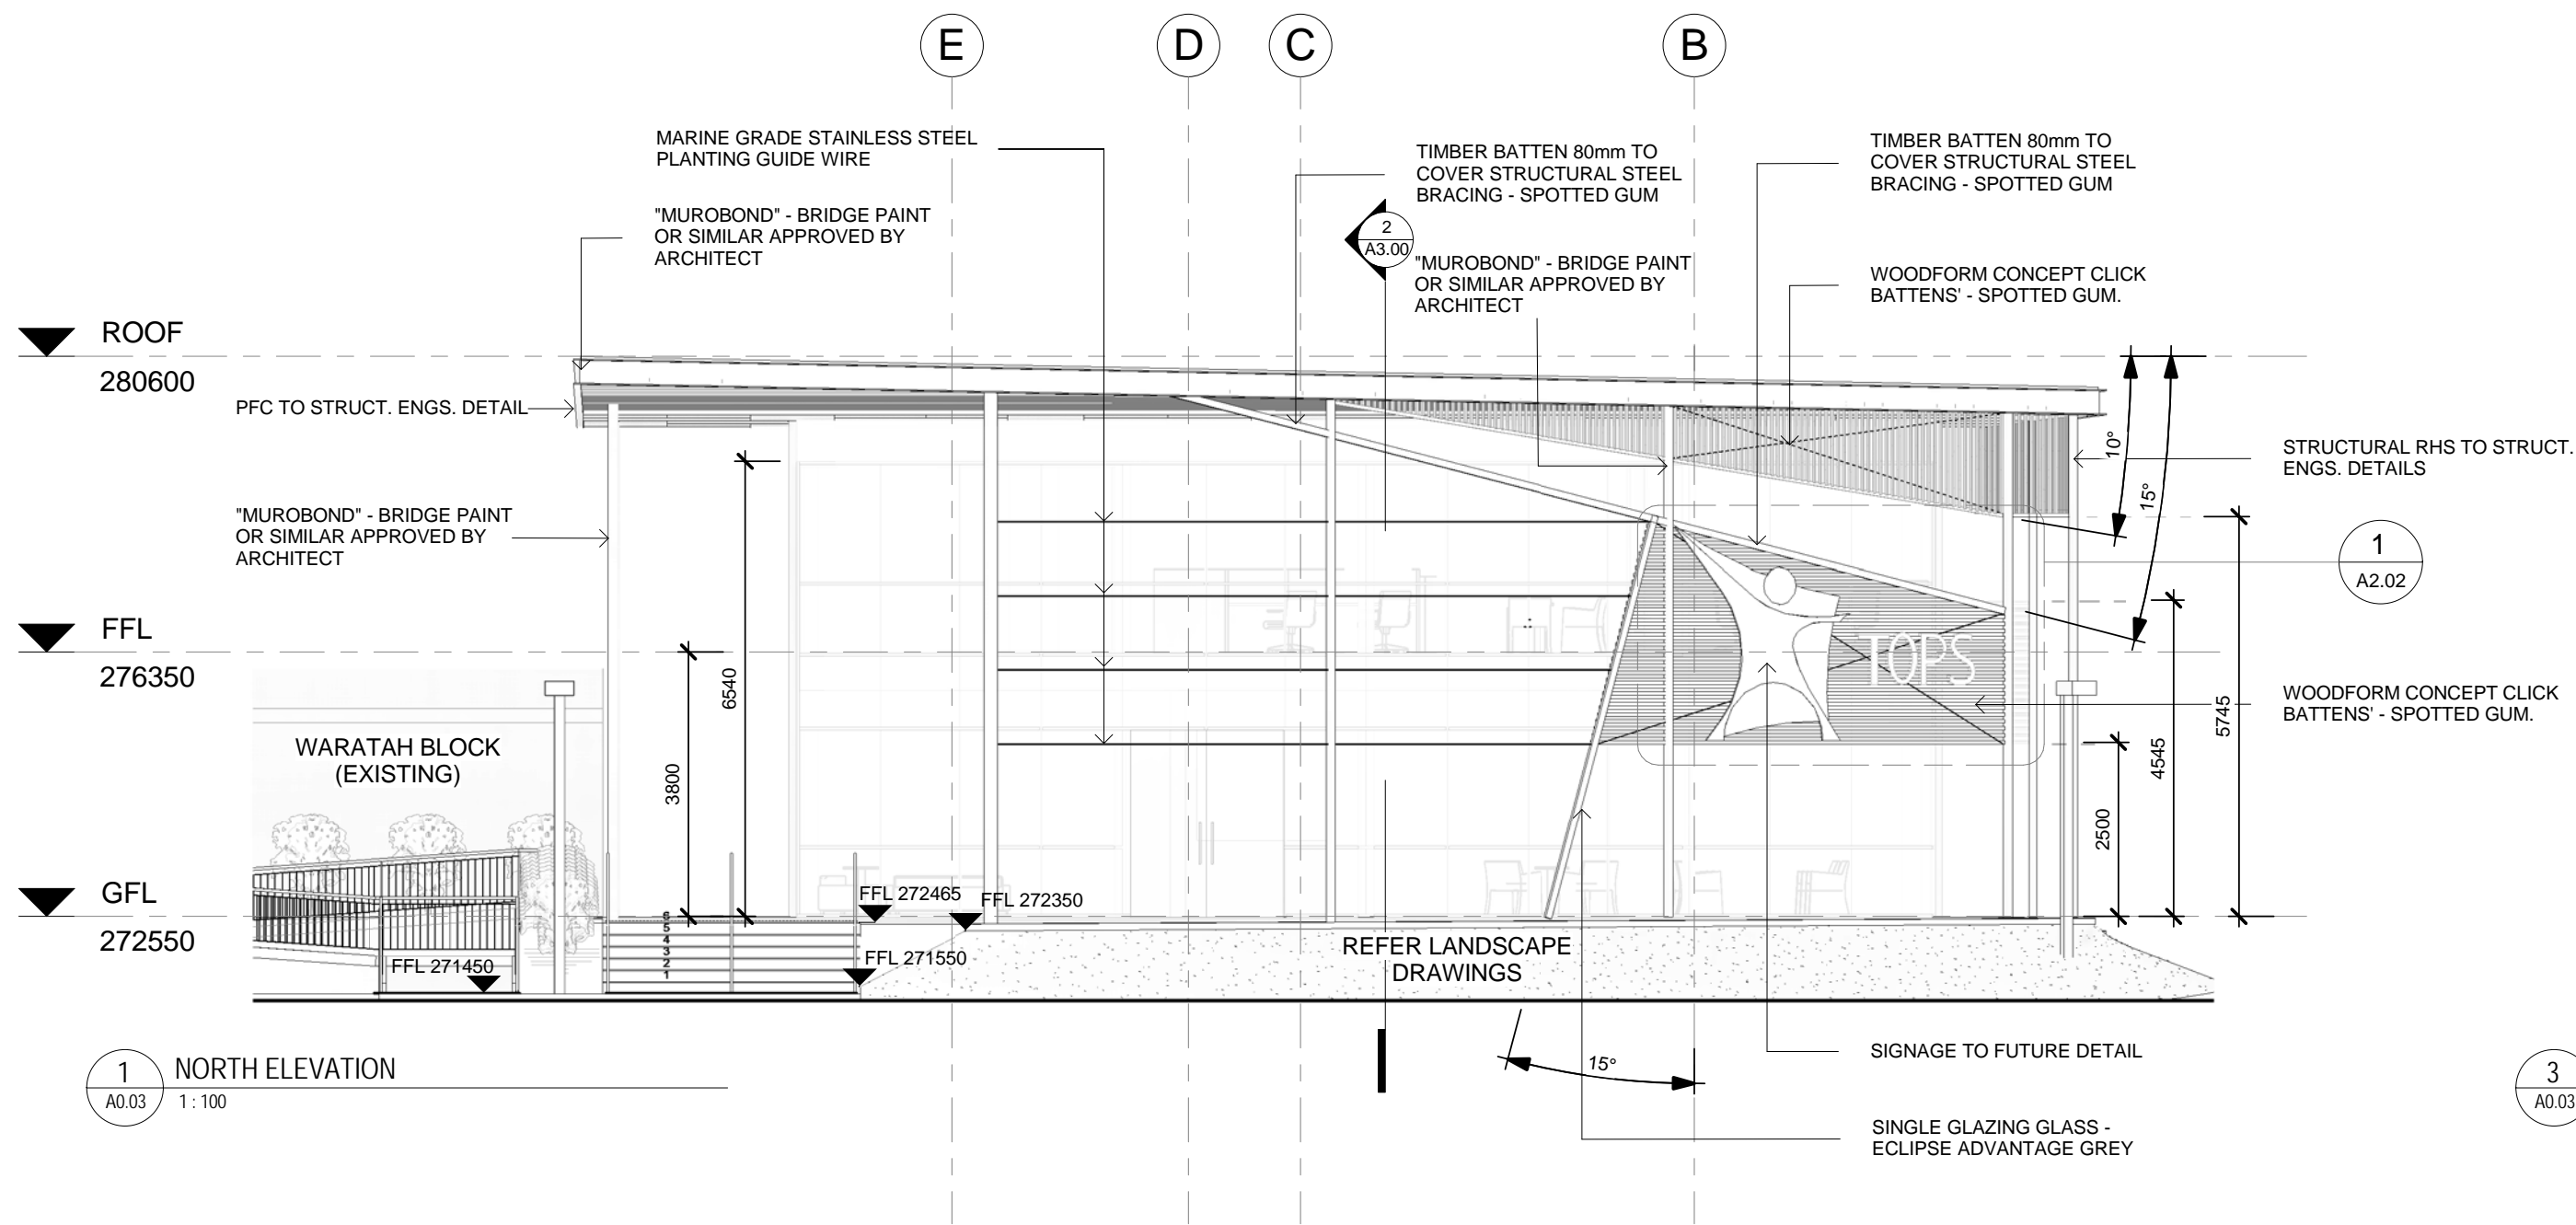 E
D
C
B
MARINE GRADE STAINLESS STEEL
PLANTING GUIDE WIRE
"MUROBOND" - BRIDGE PAINT
OR SIMILAR APPROVED BY
ARCHITECT
TIMBER BATTEN 80mm TO
COVER STRUCTURAL STEEL
BRACING - SPOTTED GUM
2
A3.00
"MUROBOND" - BRIDGE PAINT
OR SIMILAR APPROVED BY
ARCHITECT
TIMBER BATTEN 80mm TO
COVER STRUCTURAL STEEL
BRACING - SPOTTED GUM
WOODFORM CONCEPT CLICK
BATTENS' - SPOTTED GUM.
ROOF
280600
PFC TO STRUCT. ENGS. DETAIL
"MUROBOND" - BRIDGE PAINT
OR SIMILAR APPROVED BY
ARCHITECT
10°
15°
STRUCTURAL RHS TO STRUCT.
ENGS. DETAILS
1
A2.02
FFL
276350
6540
3800
TOPS
WOODFORM CONCEPT CLICK
BATTENS' - SPOTTED GUM.
5745
4545
2500
WARATAH BLOCK
(EXISTING)
GFL
272550
FFL 272465
FFL 272350
6
5
4
3
2
1
FFL 271450
FFL 271550
REFER LANDSCAPE
DRAWINGS
15°
SIGNAGE TO FUTURE DETAIL
SINGLE GLAZING GLASS -
ECLIPSE ADVANTAGE GREY
1
A0.03
NORTH ELEVATION
1 : 100
3
A0.03